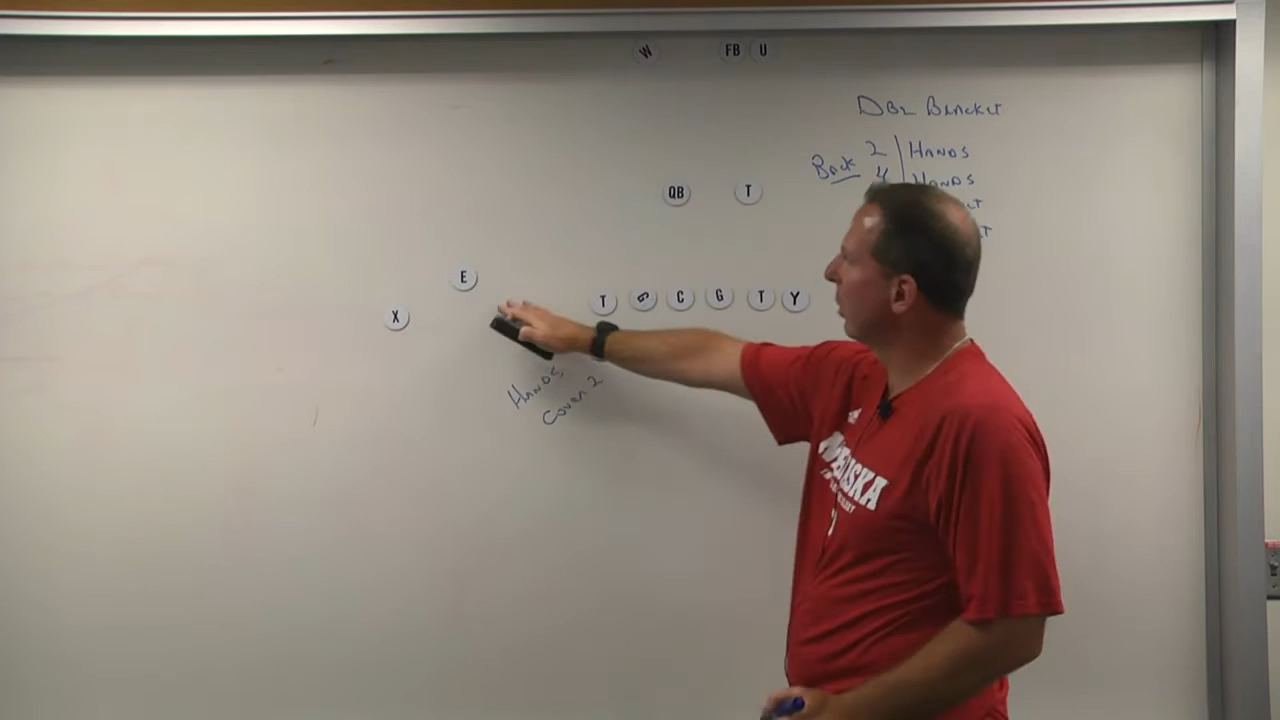 W FB U
DBL BRACKET
BACK 2 HANDS
4 HANDS
QB T
E
X T G C G T Y
HANDS
COVER 2